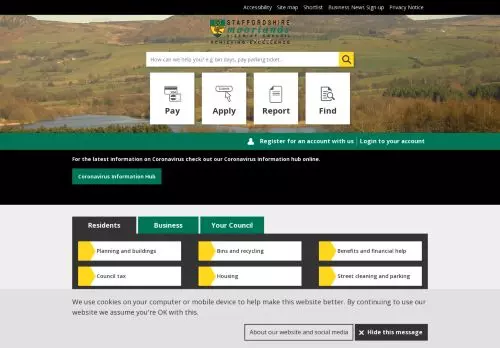 Accessibility Site map Shortlist Business News Sign up Privacy Notice
STAFFORDSHIRE
moorlands
DISTRICT COUNCIL
ACHIEVING EXCELLENCE
How can we help you? e.g. bin days, pay parking ticket...
Pay Apply Report Find
Register for an account with us | Login to your account
For the latest information on Coronavirus check out our Coronavirus information hub online.
Coronavirus Information Hub
Residents Business Your Council
Planning and buildings Bins and recycling Benefits and financial help
Council tax Housing Street cleaning and parking
We use cookies on your computer or mobile device to help make this website better. By continuing to use our
website we assume you're OK with this.
About our website and social media × Hide this message